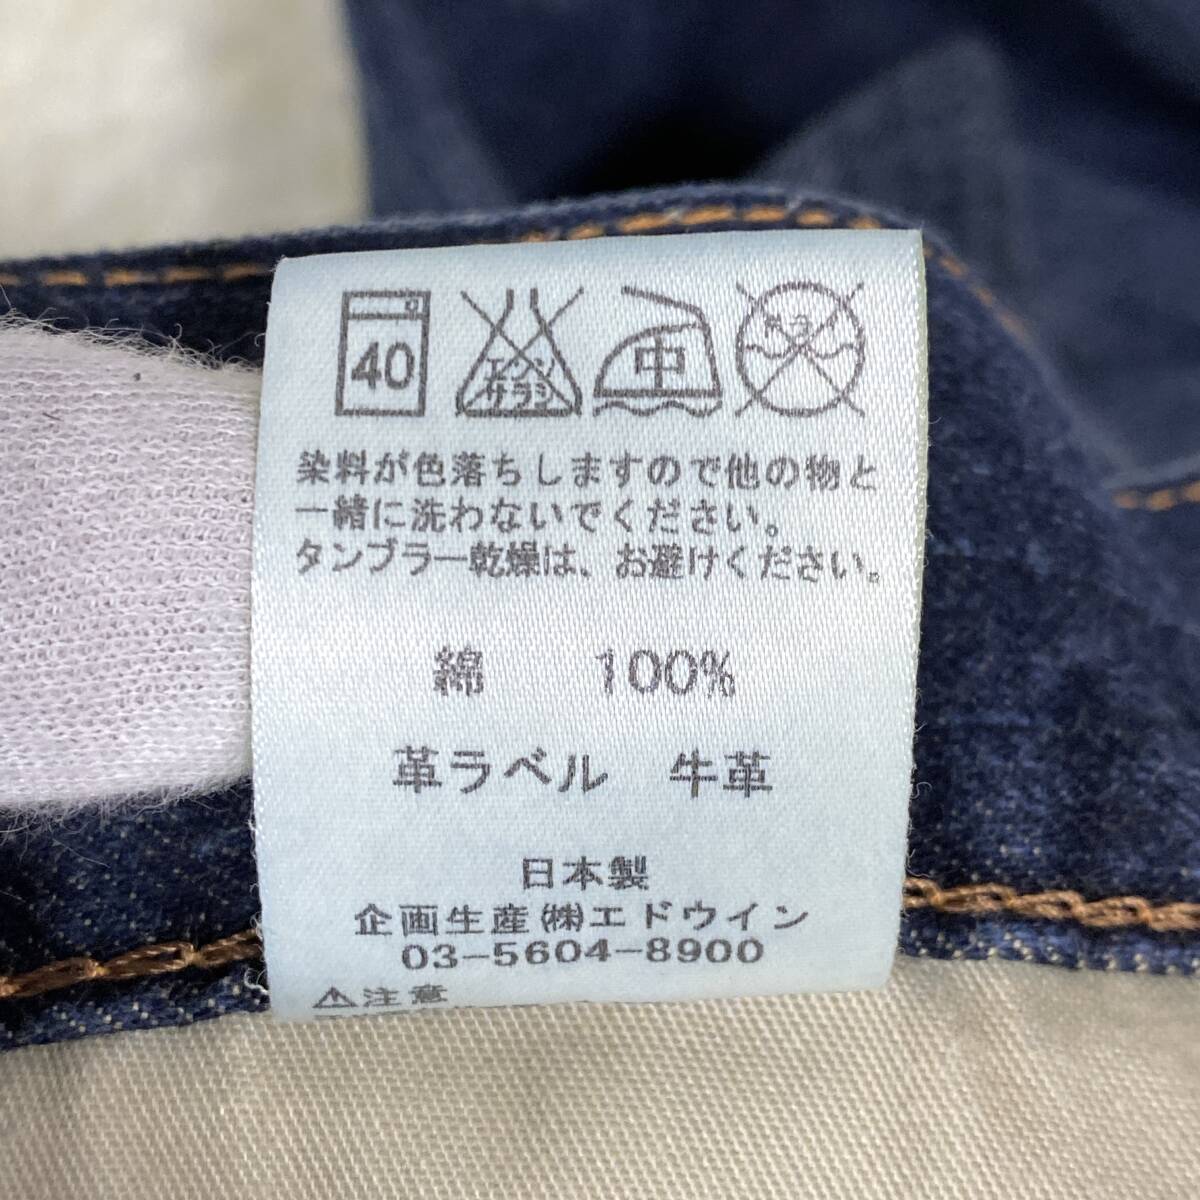 40
エンソ
サラシ
中
染料が色落ちしますので他の物と
一緒に洗わないでください。
タンブラー乾燥は、お避けください。
綿 100%
革ラベル 牛革
日本製
企画生産(株)エドウイン
03-5604-8900
⚠注意